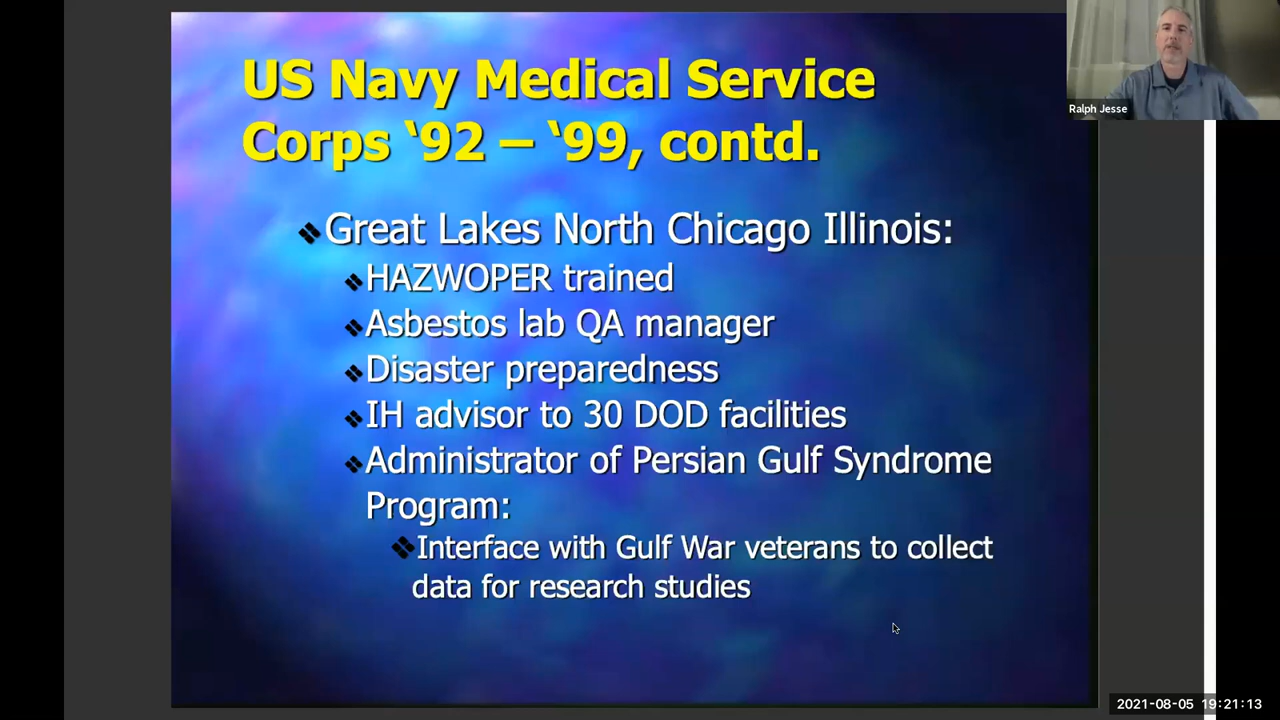 US Navy Medical Service
Corps ‘92 – ‘99, contd.
Ralph Jesse
Great Lakes North Chicago Illinois:
HAZWOPER trained
Asbestos lab QA manager
Disaster preparedness
IH advisor to 30 DOD facilities
Administrator of Persian Gulf Syndrome
Program:
Interface with Gulf War veterans to collect
data for research studies
2021-08-05 19:21:13